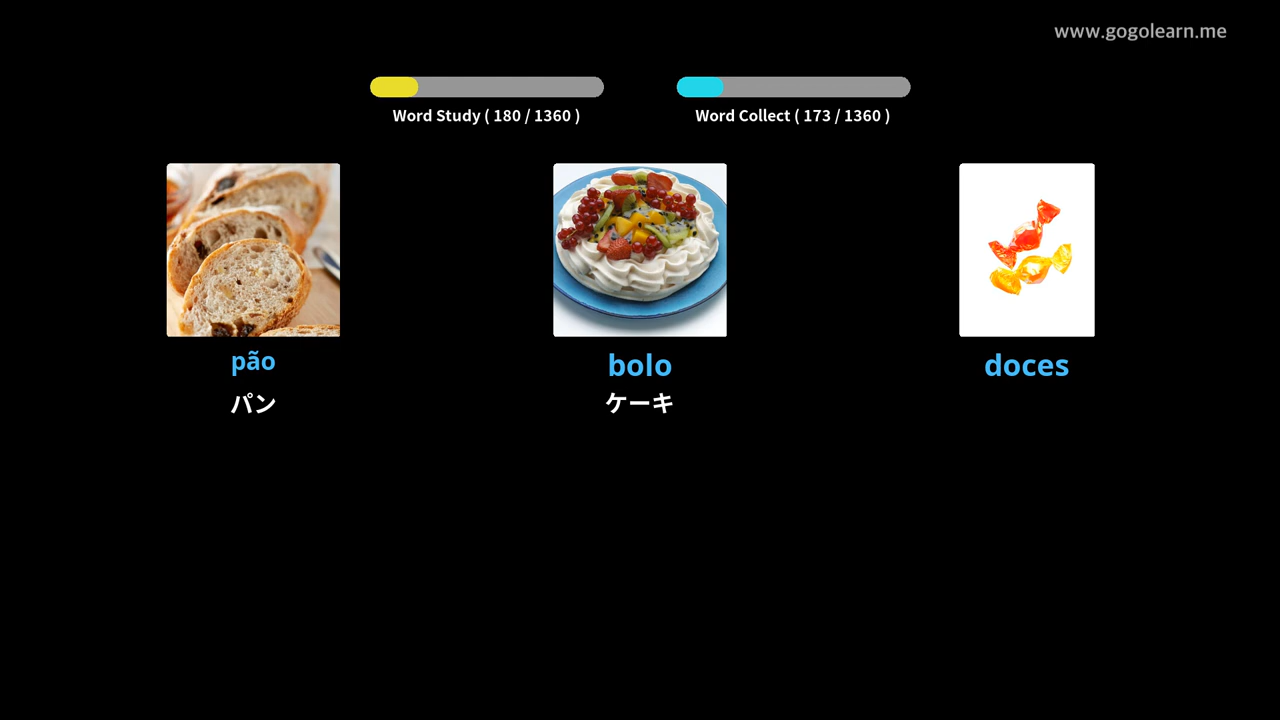 www.gogolearn.me
Word Study ( 180 / 1360 )
Word Collect ( 173 / 1360 )
pão
bolo
doces
パン
ケーキ